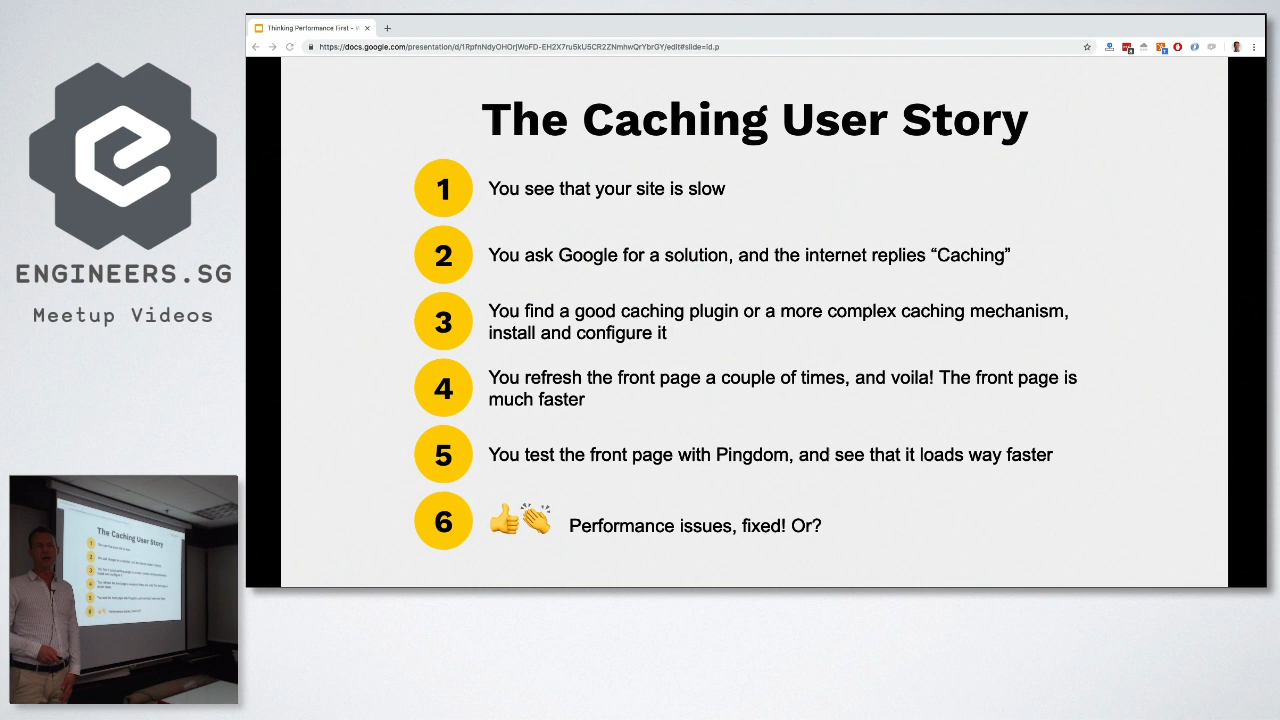 Thinking Performance First - 
https://docs.google.com/presentation/d/1RpfnNdyOHOrjWoFD-EH2X7ru5kU5CR2ZNmhwQrYbrGY/edit#slide=id.p
ENGINEERS.SG
Meetup Videos
The Caching User Story
1 You see that your site is slow
2 You ask Google for a solution, and the internet replies “Caching”
3 You find a good caching plugin or a more complex caching mechanism,
install and configure it
4 You refresh the front page a couple of times, and voila! The front page is
much faster
5 You test the front page with Pingdom, and see that it loads way faster
6 👍👏 Performance issues, fixed! Or?
The Caching User Story